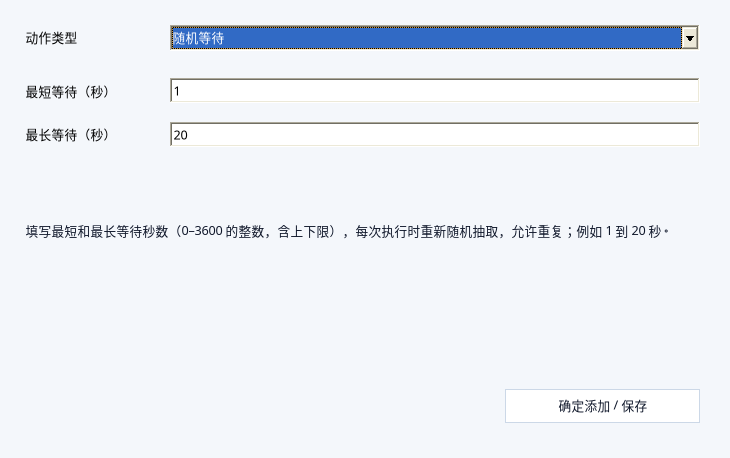 动作类型 随机等待
最短等待（秒） 1
最长等待（秒） 20
填写最短和最长等待秒数（0–3600 的整数，含上下限），每次执行时重新随机抽取，允许重复；例如 1 到 20 秒。
确定添加 / 保存